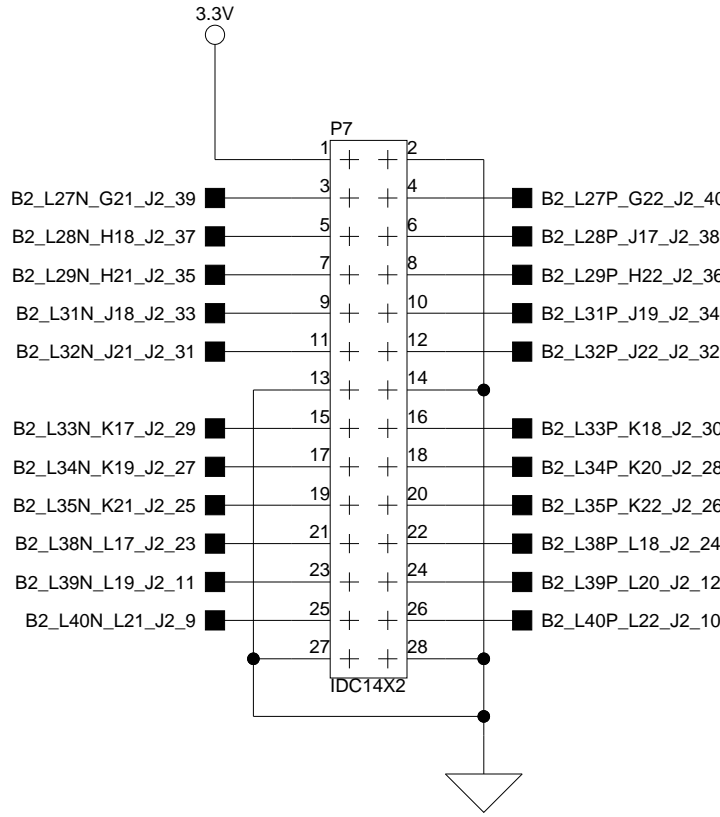 3.3V
P7
1 2
B2_L27N_G21_J2_39 3 4 B2_L27P_G22_J2_40
B2_L28N_H18_J2_37 5 6 B2_L28P_J17_J2_38
B2_L29N_H21_J2_35 7 8 B2_L29P_H22_J2_36
B2_L31N_J18_J2_33 9 10 B2_L31P_J19_J2_34
B2_L32N_J21_J2_31 11 12 B2_L32P_J22_J2_32
13 14
B2_L33N_K17_J2_29 15 16 B2_L33P_K18_J2_30
B2_L34N_K19_J2_27 17 18 B2_L34P_K20_J2_28
B2_L35N_K21_J2_25 19 20 B2_L35P_K22_J2_26
B2_L38N_L17_J2_23 21 22 B2_L38P_L18_J2_24
B2_L39N_L19_J2_11 23 24 B2_L39P_L20_J2_12
B2_L40N_L21_J2_9 25 26 B2_L40P_L22_J2_10
27 28
IDC14X2